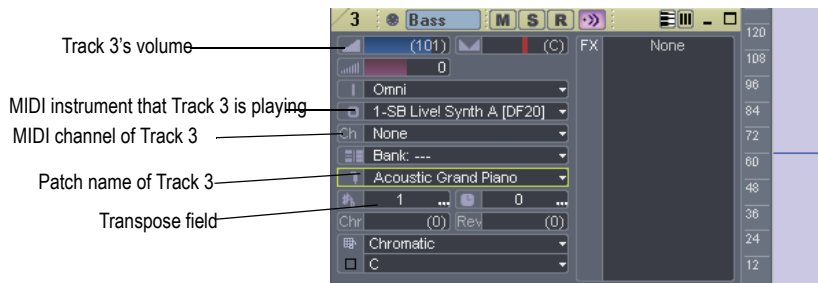 3 Bass M S R
Track 3's volume
(101) (C) FX None
0
Omni
MIDI instrument that Track 3 is playing
1-SB Live! Synth A [DF20]
MIDI channel of Track 3
Ch None
Bank: ---
Patch name of Track 3
Acoustic Grand Piano
1 ... 0 ...
Transpose field
Chr (0) Rev (0)
Chromatic
C
120
108
96
84
72
60
48
36
24
12